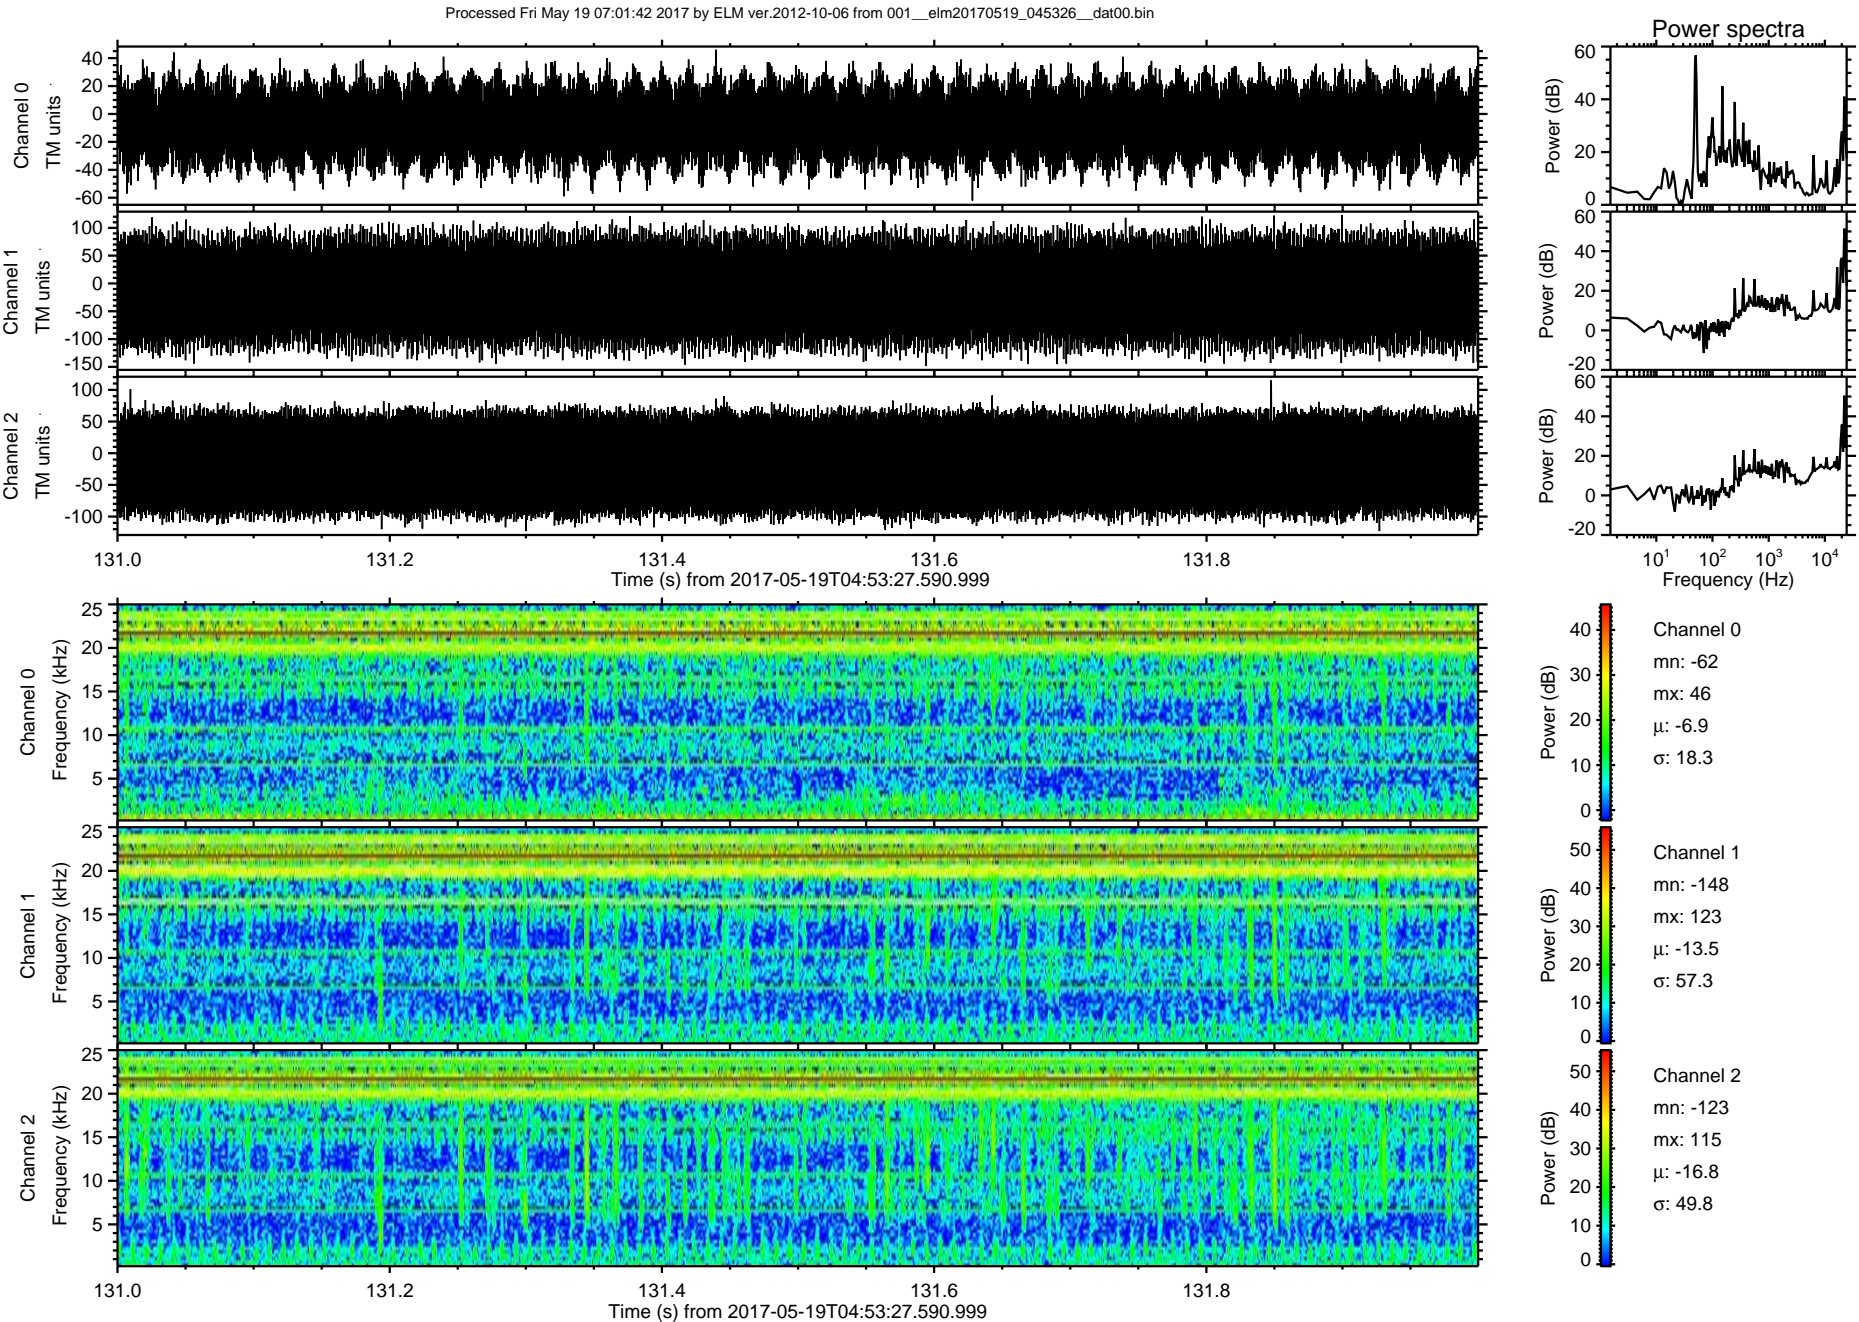 Processed Fri May 19 07:01:42 2017 by ELM ver.2012-10-06 from 001__elm20170519_045326__dat00.bin
Power spectra
Channel 0
TM units
40
20
0
-20
-40
-60
Power (dB)
60
40
20
0
Channel 1
TM units
100
50
0
-50
-100
-150
Power (dB)
60
40
20
0
-20
Channel 2
TM units
100
50
0
-50
-100
Power (dB)
60
40
20
0
-20
131.0 131.2 131.4 131.6 131.8
Time (s) from 2017-05-19T04:53:27.590.999
10^1 10^2 10^3 10^4
Frequency (Hz)
Channel 0
Frequency (kHz)
25
20
15
10
5
Power (dB)
40
30
20
10
0
Channel 0
mn: -62
mx: 46
μ: -6.9
σ: 18.3
Channel 1
Frequency (kHz)
25
20
15
10
5
Power (dB)
50
40
30
20
10
0
Channel 1
mn: -148
mx: 123
μ: -13.5
σ: 57.3
Channel 2
Frequency (kHz)
25
20
15
10
5
Power (dB)
50
40
30
20
10
0
Channel 2
mn: -123
mx: 115
μ: -16.8
σ: 49.8
131.0 131.2 131.4 131.6 131.8
Time (s) from 2017-05-19T04:53:27.590.999